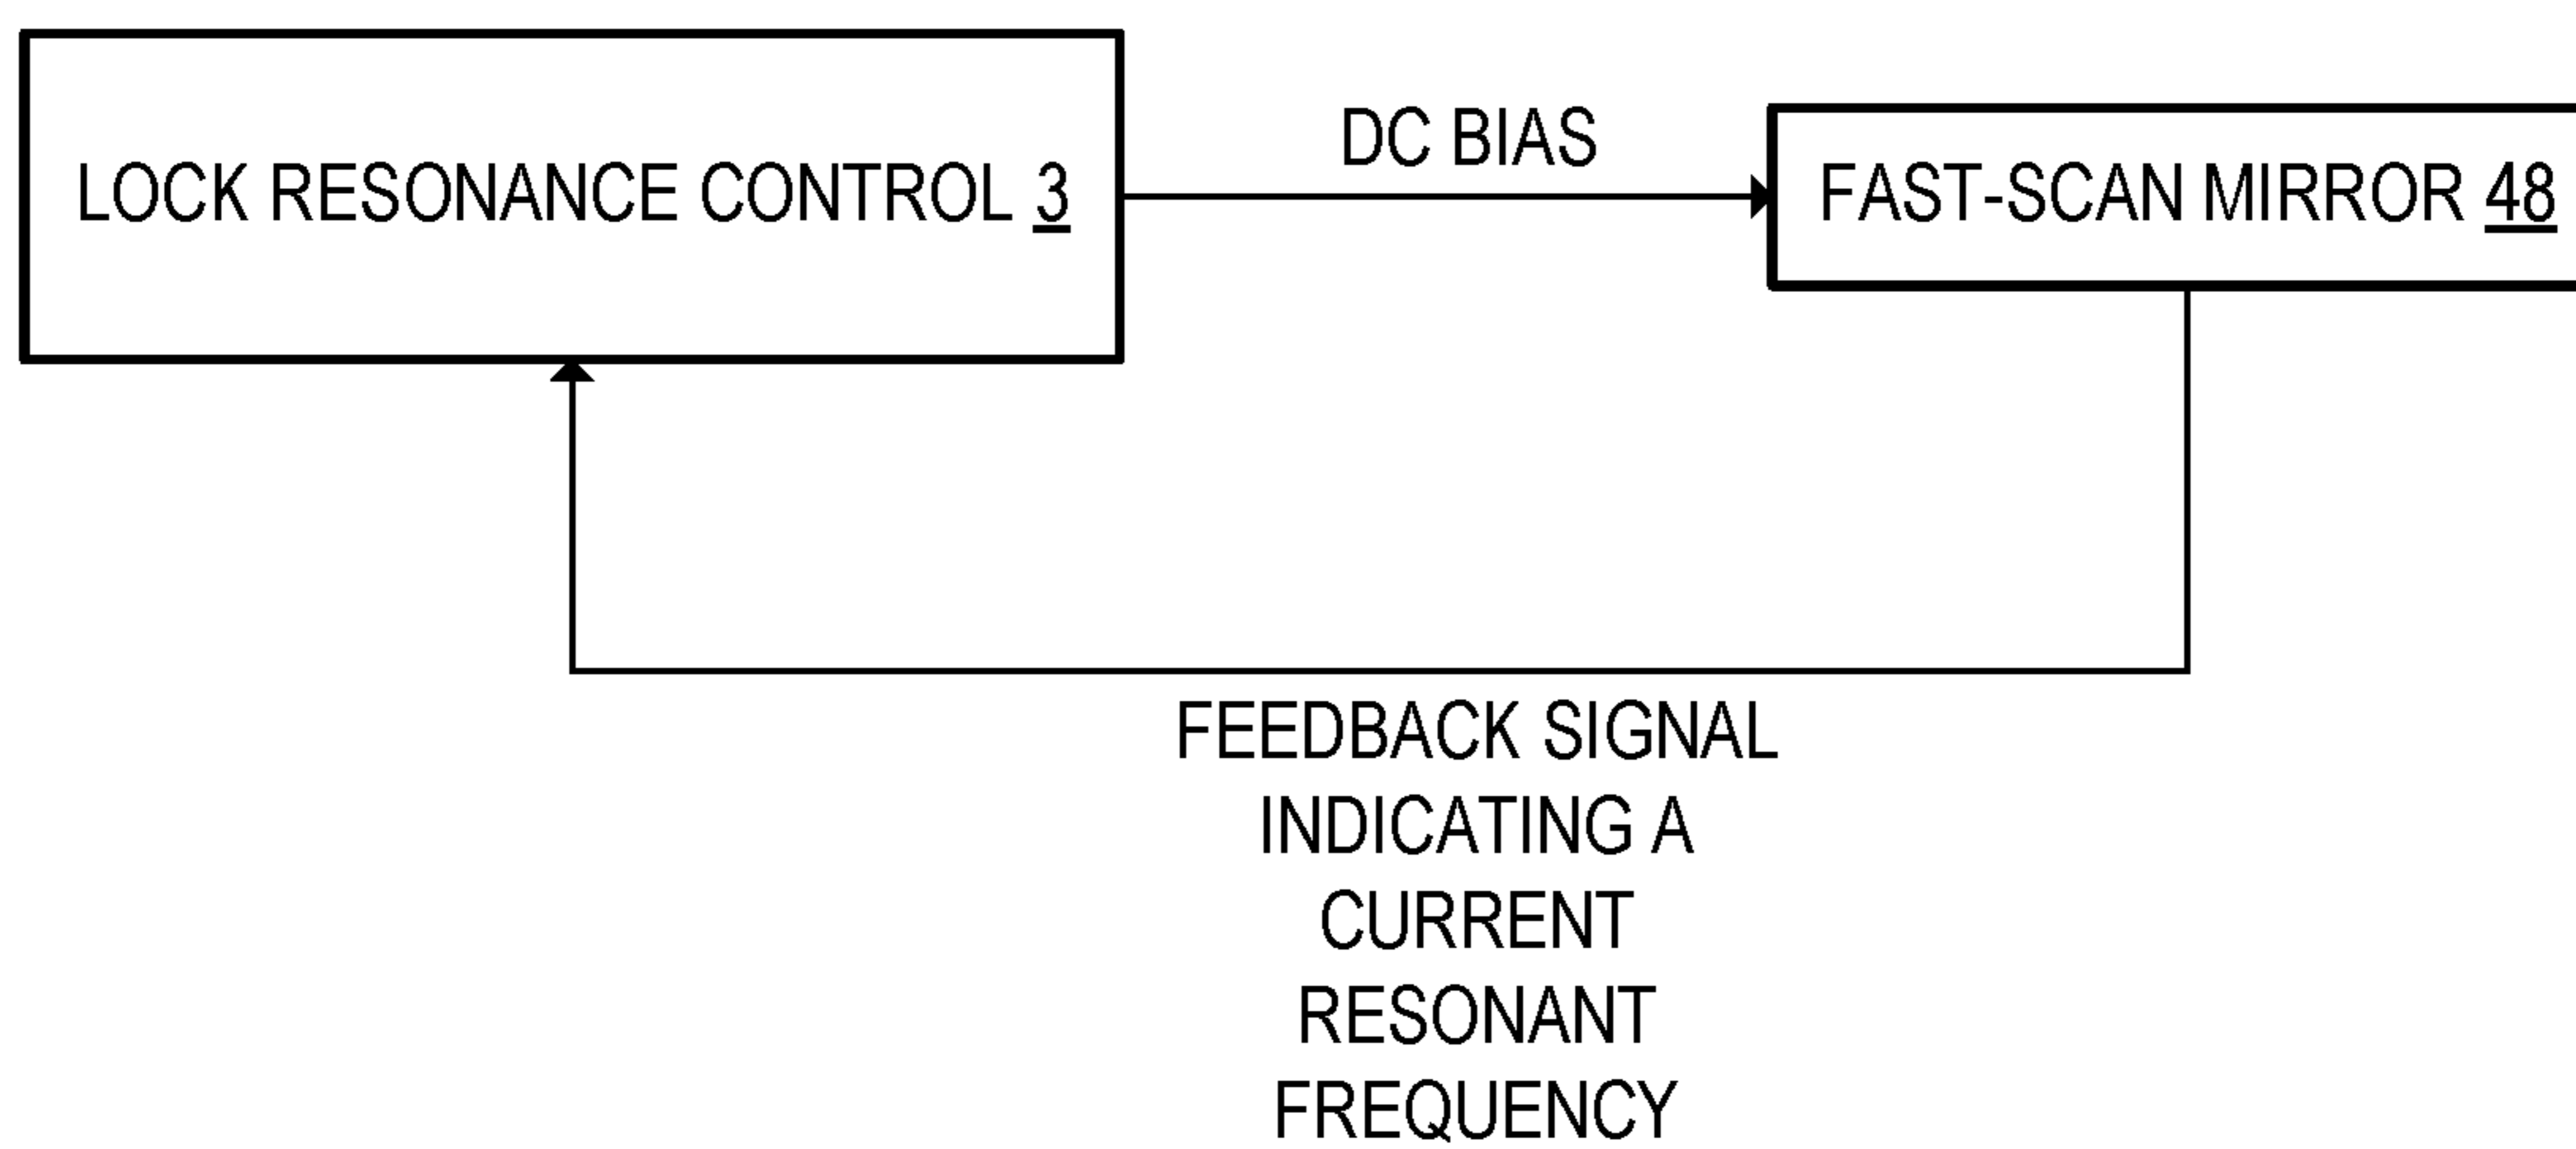 DC BIAS
LOCK RESONANCE CONTROL 3
FAST-SCAN MIRROR 48
FEEDBACK SIGNAL
INDICATING A
CURRENT
RESONANT
FREQUENCY